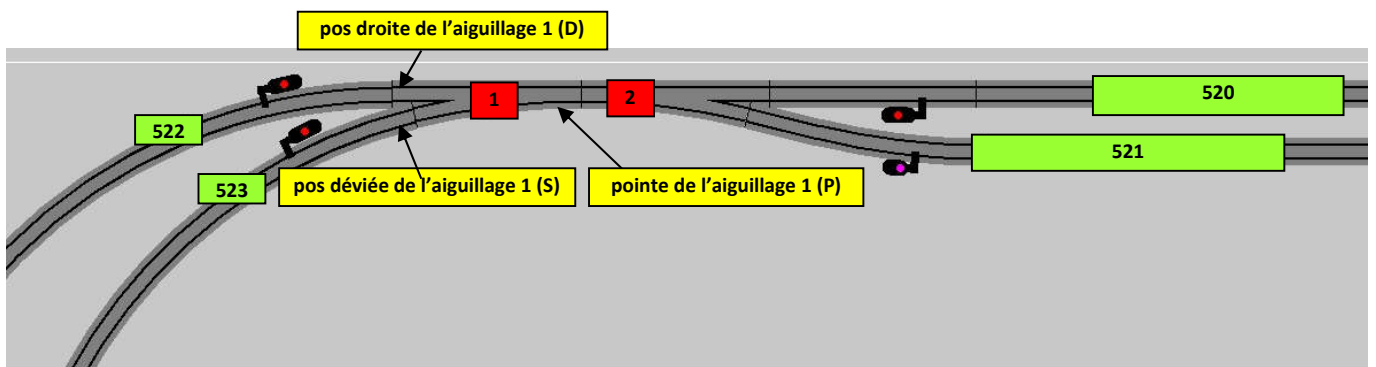 pos droite de l'aiguillage 1 (D)
1
2
520
522
521
523
pos déviée de l'aiguillage 1 (S)
pointe de l'aiguillage 1 (P)